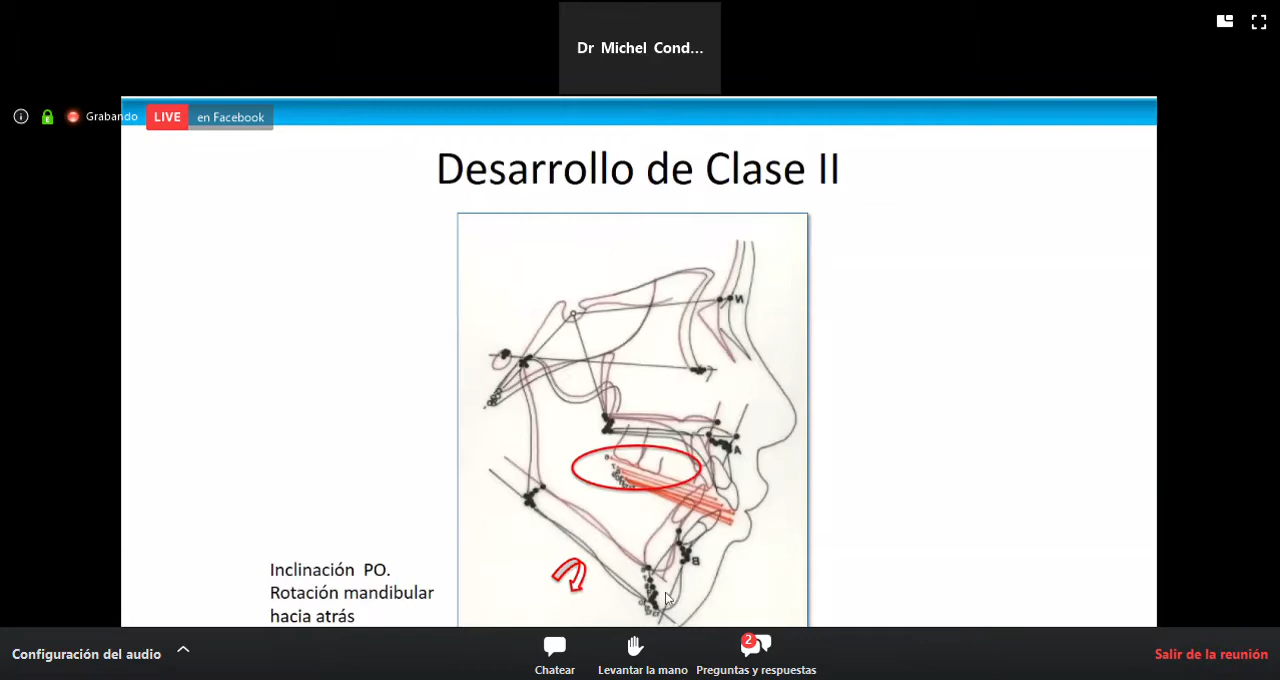 Dr Michel Cond...
Grabando
LIVE en Facebook
Desarrollo de Clase II
N
A
B
Inclinación PO.
Rotación mandibular
hacia atrás
Configuración del audio
Chatear
Levantar la mano
2
Preguntas y respuestas
Salir de la reunión